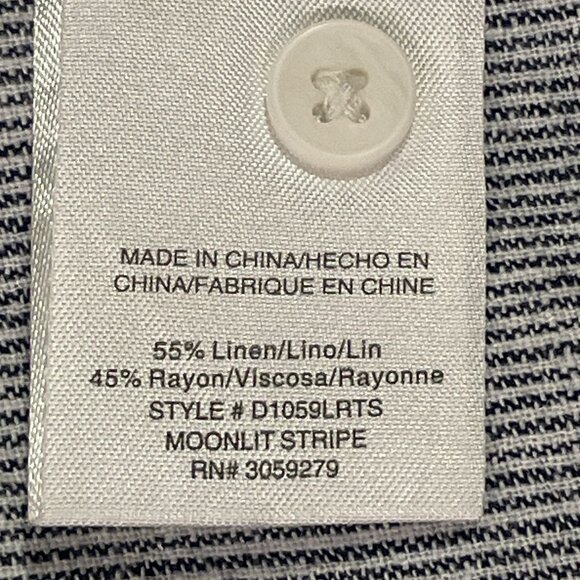 MADE IN CHINA/HECHO EN
CHINA/FABRIQUE EN CHINE
55% Linen/Lino/Lin
45% Rayon/Viscosa/Rayonne
STYLE # D1059LRTS
MOONLIT STRIPE
RN# 3059279